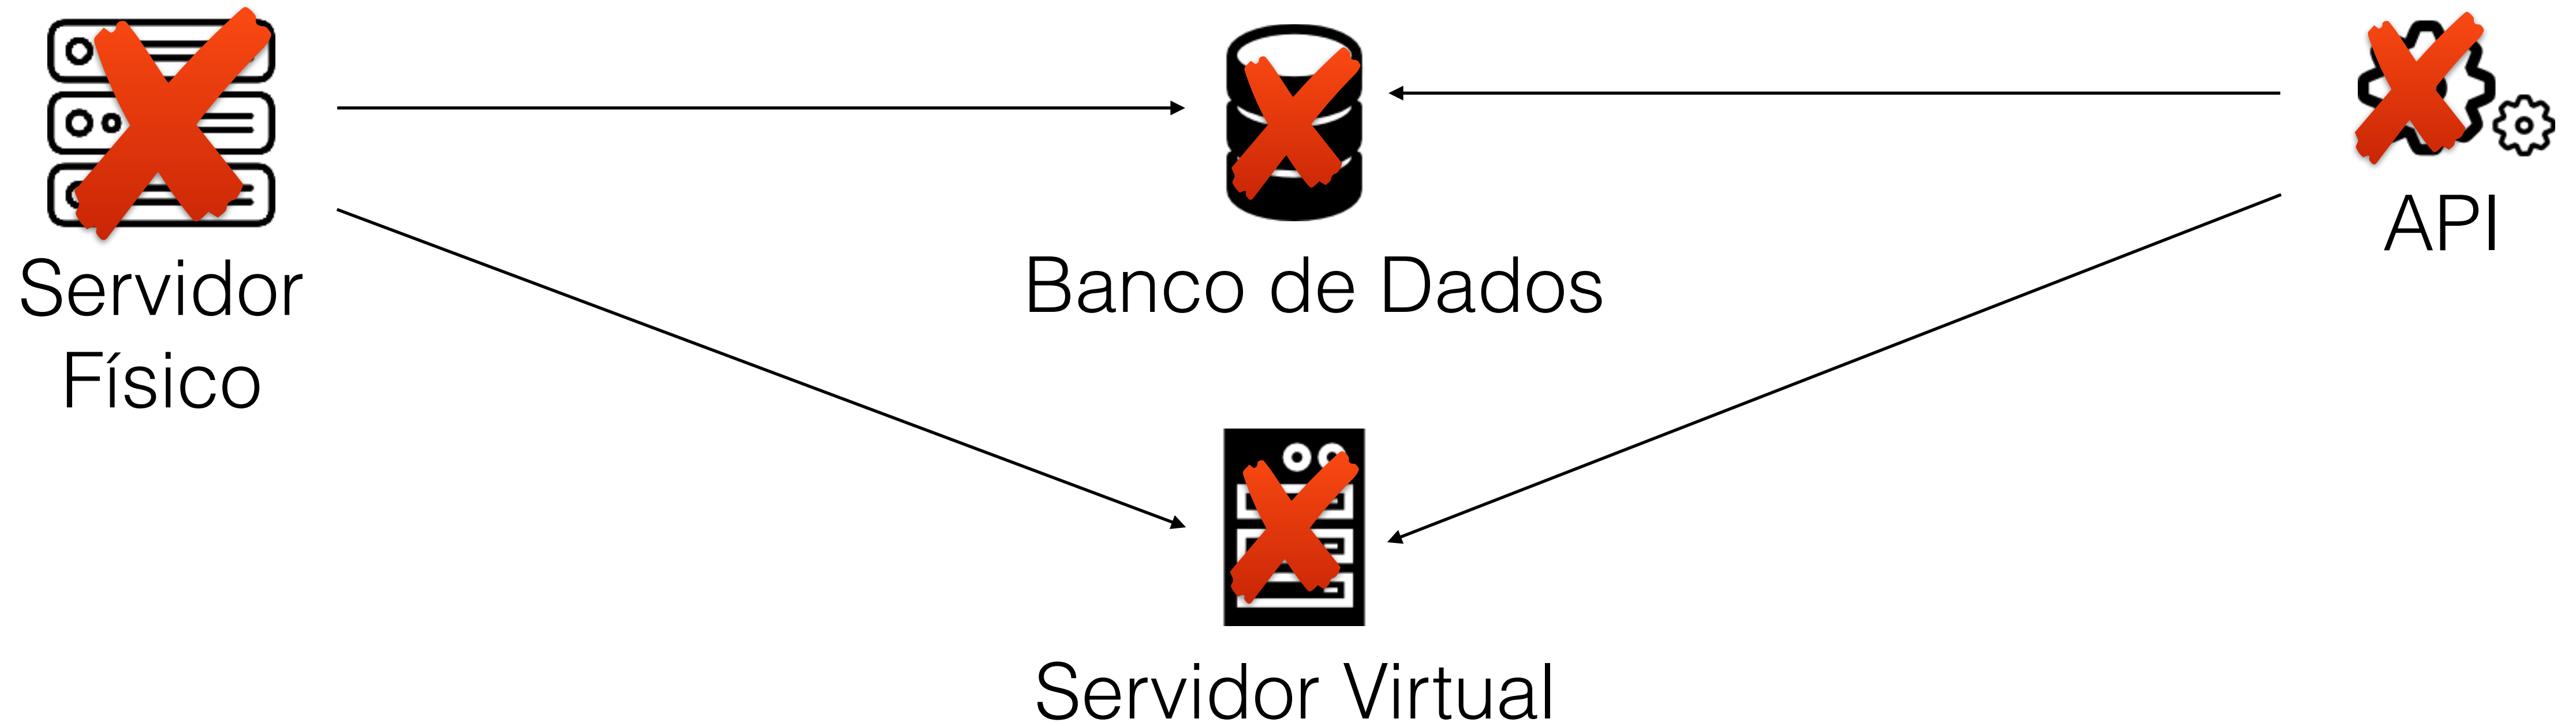 Servidor
Físico
Banco de Dados
API
Servidor Virtual